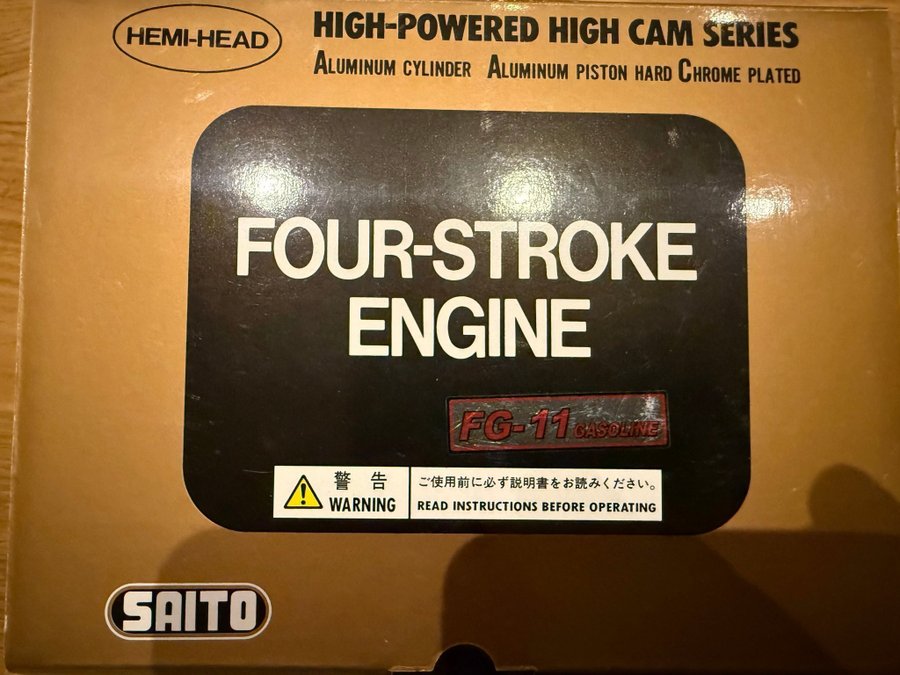 HEMI-HEAD
HIGH-POWERED HIGH CAM SERIES
ALUMINUM CYLINDER ALUMINUM PISTON HARD CHROME PLATED
FOUR-STROKE
ENGINE
FG-11 GASOLINE
警告
WARNING
ご使用前に必ず説明書をお読みください。
READ INSTRUCTIONS BEFORE OPERATING
SAITO